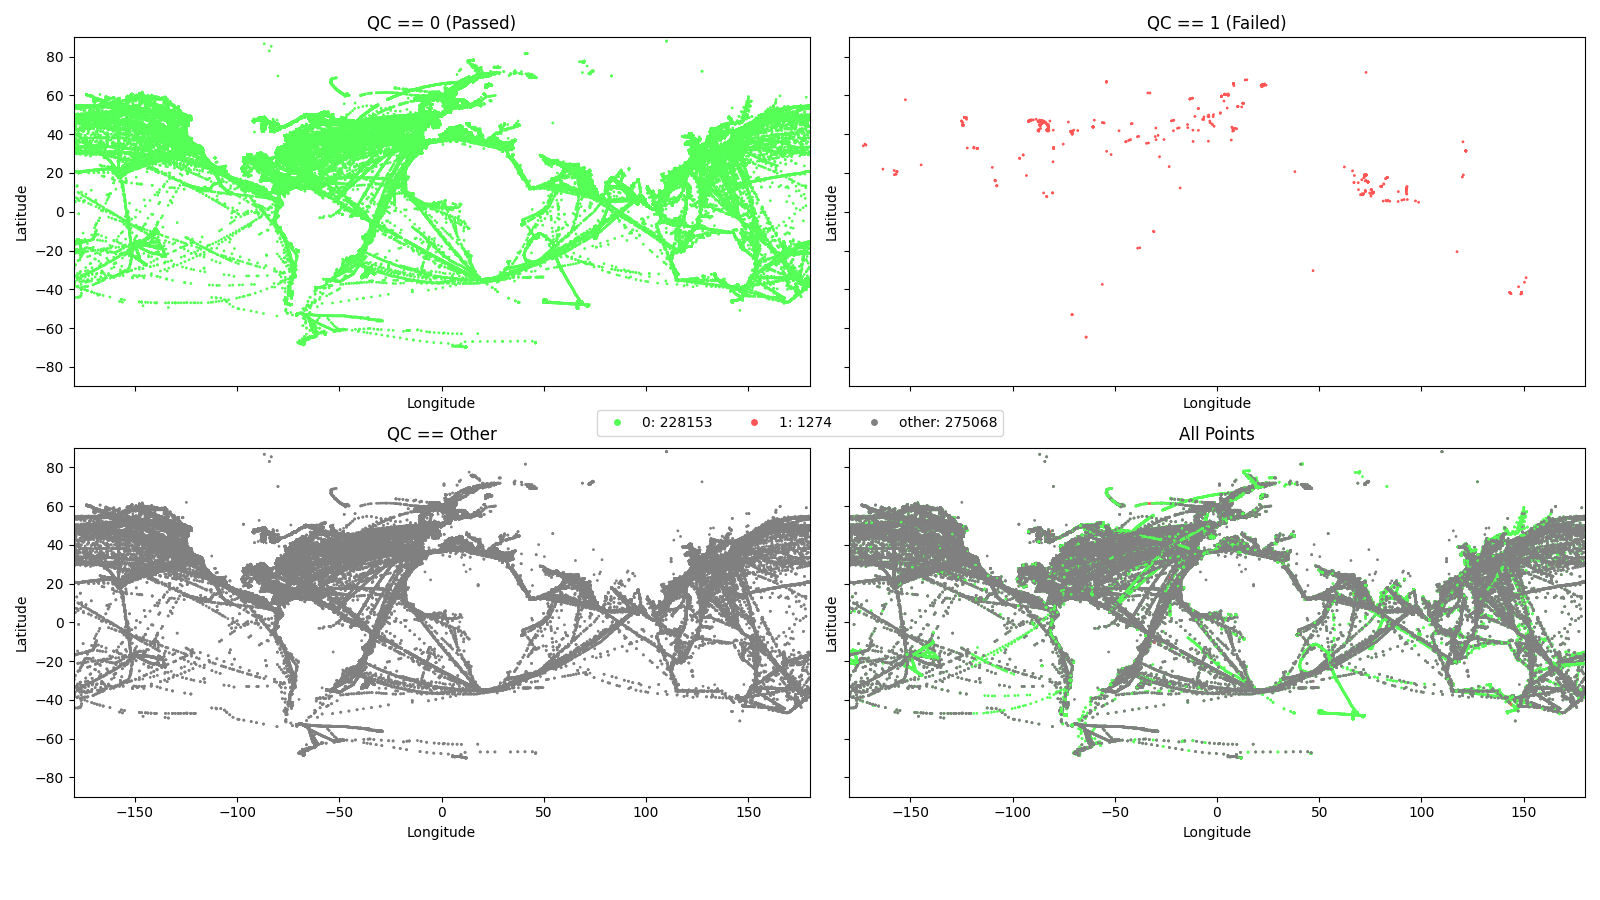 QC == 0 (Passed)
QC == 1 (Failed)
80
60
40
20
0
−20
−40
−60
−80
Latitude
Latitude
Longitude
Longitude
0: 228153
1: 1274
other: 275068
QC == Other
All Points
80
60
40
20
0
−20
−40
−60
−80
Latitude
Latitude
−150 −100 −50 0 50 100 150
−150 −100 −50 0 50 100 150
Longitude
Longitude